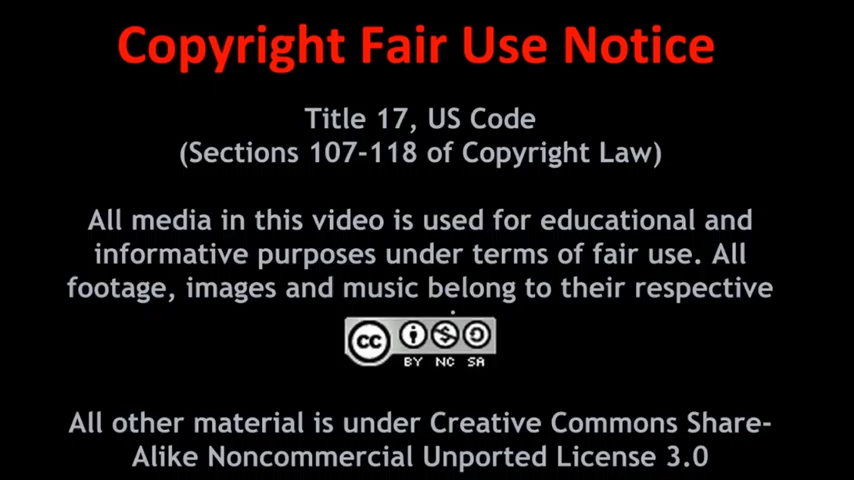 Copyright Fair Use Notice
Title 17, US Code
(Sections 107-118 of Copyright Law)
All media in this video is used for educational and
informative purposes under terms of fair use. All
footage, images and music belong to their respective
cc
BY NC SA
All other material is under Creative Commons Share-
Alike Noncommercial Unported License 3.0